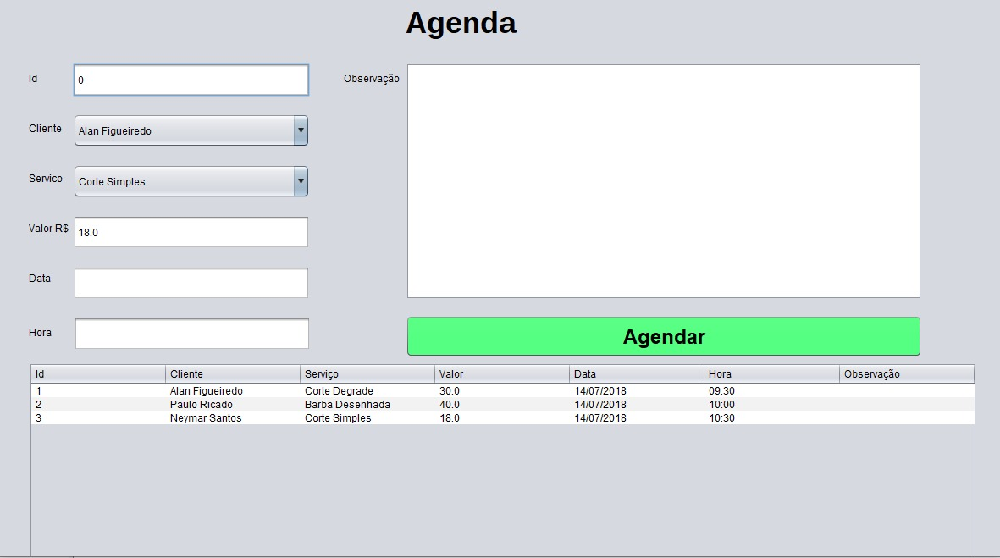 Agenda
Id 0
Observação
Cliente Alan Figueiredo
Servico Corte Simples
Valor R$ 18.0
Data
Hora
Agendar
Id Cliente Serviço Valor Data Hora Observação
1 Alan Figueiredo Corte Degrade 30.0 14/07/2018 09:30
2 Paulo Ricado Barba Desenhada 40.0 14/07/2018 10:00
3 Neymar Santos Corte Simples 18.0 14/07/2018 10:30